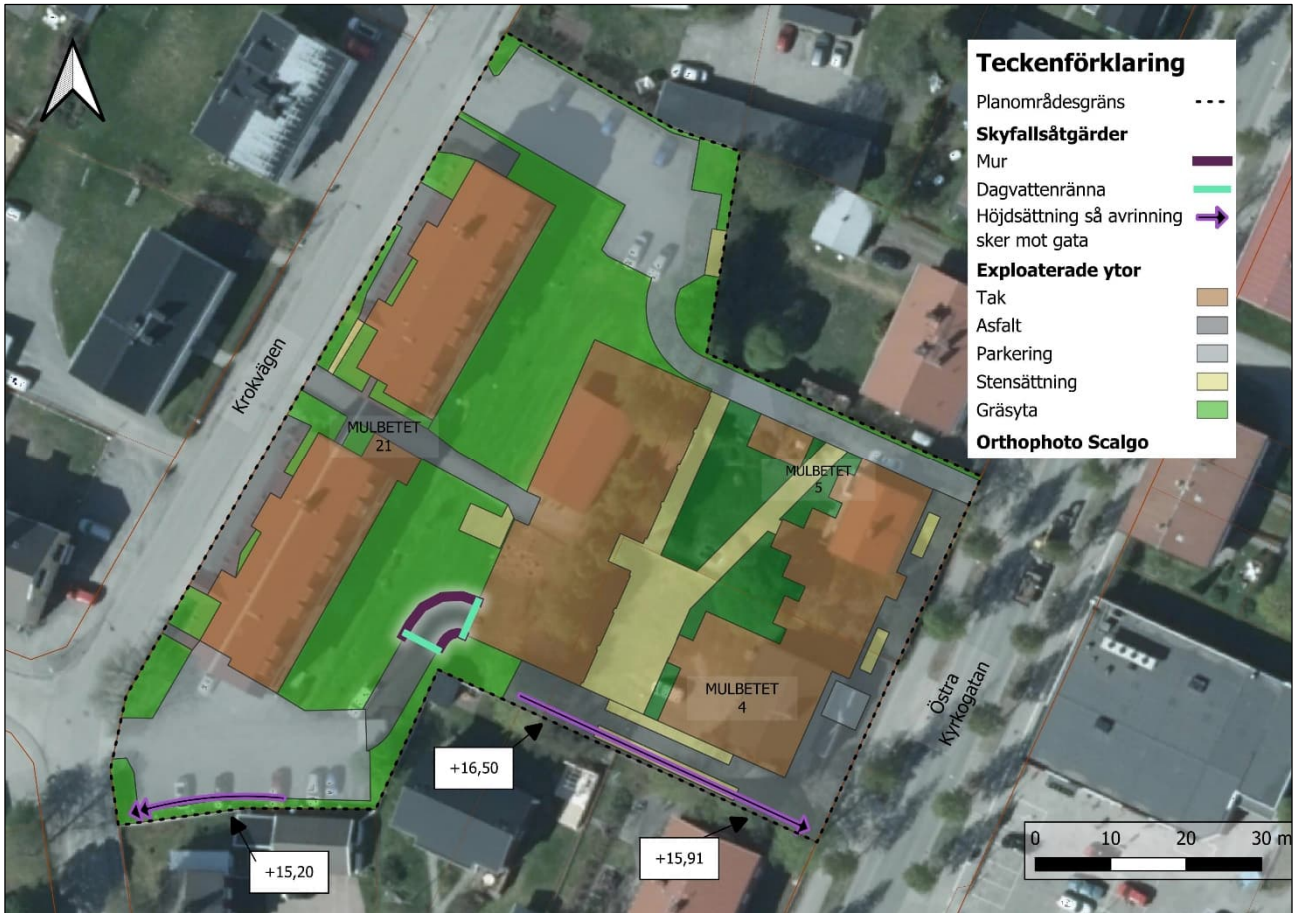 Teckenförklaring
Planområdesgräns
Skyfallsåtgärder
Mur
Dagvattenränna
Höjdsättning så avrinning
sker mot gata
Exploaterade ytor
Tak
Asfalt
Parkering
Stensättning
Gräsyta
Orthophoto Scalgo
Krokvägen
MULBETET
21
MULBETET
5
MULBETET
4
Östra
Kyrkogatan
+16,50
+15,91
+15,20
0 10 20 30 m